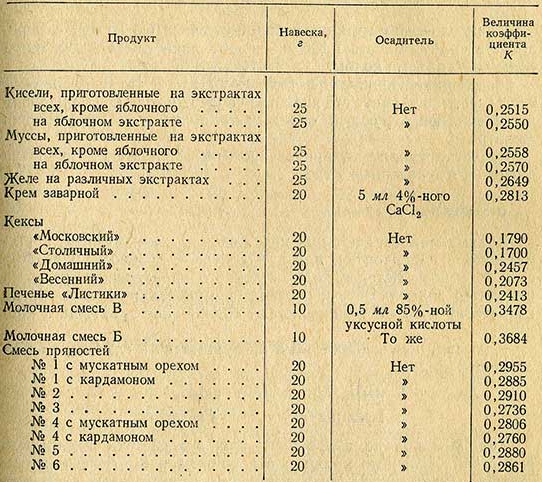 Продукт Навеска, г Осадитель Величина коэффи-циента K
Кисели, приготовленные на экстрактах
всех, кроме яблочного . . . . . 25 Нет 0,2515
на яблочном экстракте . . . . . 25 » 0,2550
Муссы, приготовленные на экстрактах
всех, кроме яблочного . . . . . 25 » 0,2558
на яблочном экстракте . . . . . 25 » 0,2570
Желе на различных экстрактах . . . . 25 » 0,2649
Крем заварной . . . . . . . . . . 20 5 мл 4%-ного 0,2813
CaCl₂
Кексы
«Московский» . . . . . . . . . 20 Нет 0,1790
«Столичный» . . . . . . . . . 20 » 0,1700
«Домашний» . . . . . . . . . 20 » 0,2457
«Весенний» . . . . . . . . . 20 » 0,2073
Печенье «Листики» . . . . . . . . 20 » 0,2413
Молочная смесь В . . . . . . . . 10 0,5 мл 85%-ной 0,3478
уксусной кислоты
Молочная смесь Б . . . . . . . . 10 То же 0,3684
Смесь пряностей
№ 1 с мускатным орехом . . . . 20 Нет 0,2955
№ 1 с кардамоном . . . . . . . 20 » 0,2885
№ 2 . . . . . . . . . . . . . 20 » 0,2910
№ 3 . . . . . . . . . . . . . 20 » 0,2736
№ 4 с мускатным орехом . . . . 20 » 0,2806
№ 4 с кардамоном . . . . . . . 20 » 0,2760
№ 5 . . . . . . . . . . . . . 20 » 0,2880
№ 6 . . . . . . . . . . . . . 20 » 0,2861